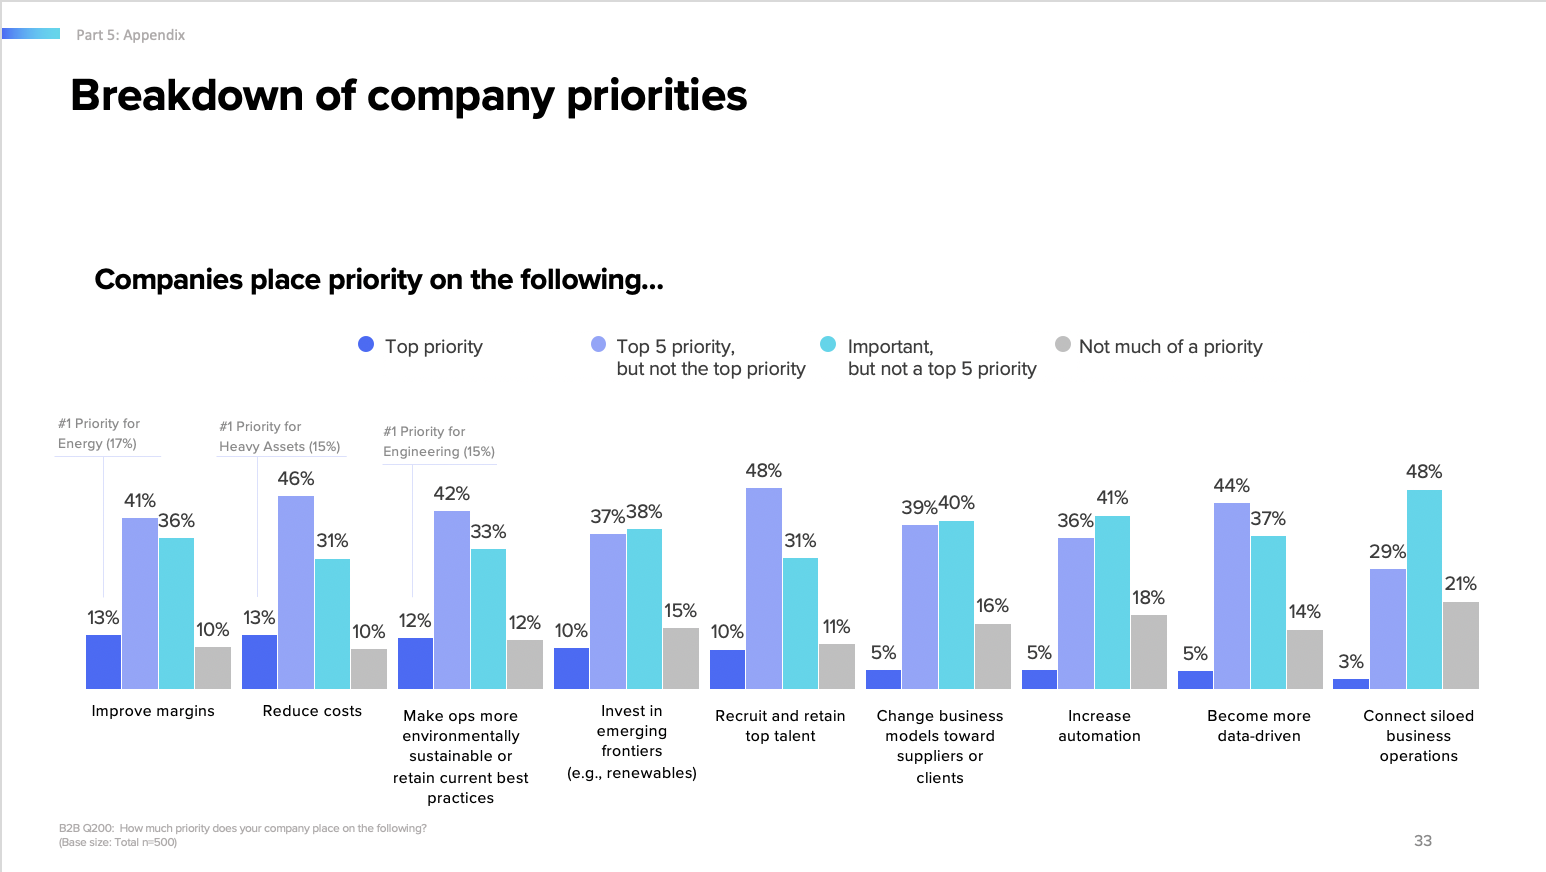 Part 5: Appendix
Breakdown of company priorities
Companies place priority on the following...
Top priority
Top 5 priority,
but not the top priority
Important,
but not a top 5 priority
Not much of a priority
#1 Priority for
Energy (17%)
#1 Priority for
Heavy Assets (15%)
#1 Priority for
Engineering (15%)
13%
41%
36%
10%
Improve margins
13%
46%
31%
10%
Reduce costs
12%
42%
33%
12%
Make ops more
environmentally
sustainable or
retain current best
practices
10%
37%
38%
15%
Invest in
emerging
frontiers
(e.g., renewables)
10%
48%
31%
11%
Recruit and retain
top talent
5%
39%
40%
16%
Change business
models toward
suppliers or
clients
5%
36%
41%
18%
Increase
automation
5%
44%
37%
14%
Become more
data-driven
3%
29%
48%
21%
Connect siloed
business
operations
B2B Q200: How much priority does your company place on the following?
(Base size: Total n=500)
33